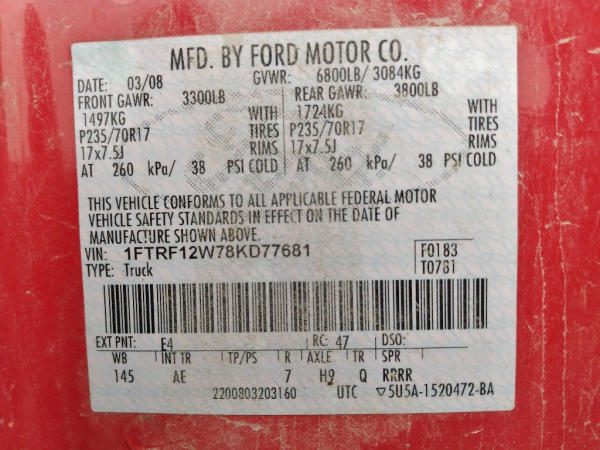 MFD. BY FORD MOTOR CO.
DATE: 03/08 GVWR: 6800LB/ 3084KG
FRONT GAWR: 3300LB REAR GAWR: 3800LB
1497KG WITH 1724KG WITH
P235/70R17 TIRES P235/70R17 TIRES
17x7.5J RIMS 17x7.5J RIMS
AT 260 kPa/ 38 PSI COLD AT 260 kPa/ 38 PSI COLD
THIS VEHICLE CONFORMS TO ALL APPLICABLE FEDERAL MOTOR
VEHICLE SAFETY STANDARDS IN EFFECT ON THE DATE OF
MANUFACTURE SHOWN ABOVE.
VIN: 1FTRF12W78KD77681 F0183
TYPE: Truck T0781
EXT PNT: E4 RC: 47 DSO:
WB INT TR TP/PS R AXLE TR SPR
145 AE 7 H9 Q RRRR
2200803203160 UTC ▽5U5A-1520472-BA